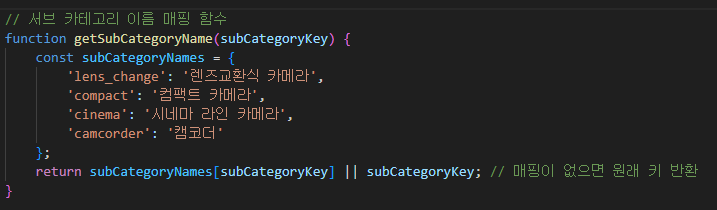 // 서브 카테고리 이름 매핑 함수
function getSubCategoryName(subCategoryKey) {
    const subCategoryNames = {
        'lens_change': '렌즈교환식 카메라',
        'compact': '컴팩트 카메라',
        'cinema': '시네마 라인 카메라',
        'camcorder': '캠코더'
    };
    return subCategoryNames[subCategoryKey] || subCategoryKey; // 매핑이 없으면 원래 키 반환
}